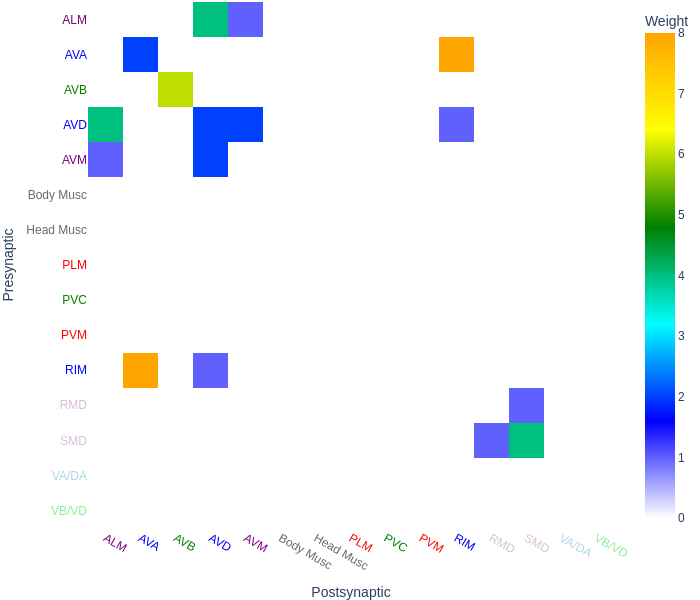 Weight
ALM
AVA
AVB
AVD
AVM
Body Musc
Head Musc
PLM
PVC
PVM
RIM
RMD
SMD
VA/DA
VB/VD
Presynaptic
ALM
AVA
AVB
AVD
AVM
Body Musc
Head Musc
PLM
PVC
PVM
RIM
RMD
SMD
VA/DA
VB/VD
Postsynaptic
8
7
6
5
4
3
2
1
0